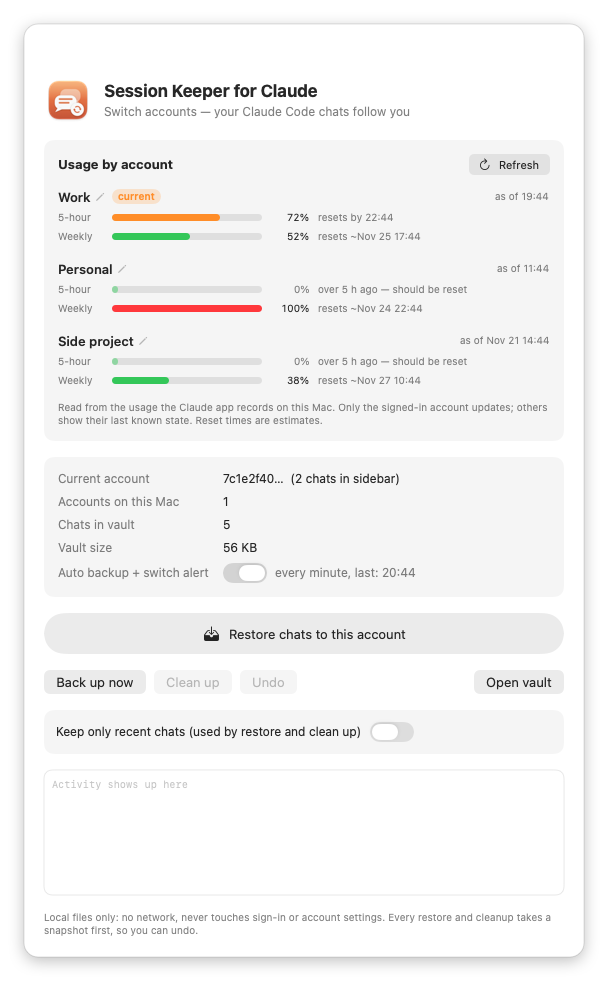 Session Keeper for Claude
Switch accounts — your Claude Code chats follow you
Usage by account
Refresh
Work current as of 19:44
5-hour 72% resets by 22:44
Weekly 52% resets ~Nov 25 17:44
Personal as of 11:44
5-hour 0% over 5 h ago — should be reset
Weekly 100% resets ~Nov 24 22:44
Side project as of Nov 21 14:44
5-hour 0% over 5 h ago — should be reset
Weekly 38% resets ~Nov 27 10:44
Read from the usage the Claude app records on this Mac. Only the signed-in account updates; others
show their last known state. Reset times are estimates.
Current account 7c1e2f40... (2 chats in sidebar)
Accounts on this Mac 1
Chats in vault 5
Vault size 56 KB
Auto backup + switch alert every minute, last: 20:44
Restore chats to this account
Back up now Clean up Undo Open vault
Keep only recent chats (used by restore and clean up)
Activity shows up here
Local files only: no network, never touches sign-in or account settings. Every restore and cleanup takes a
snapshot first, so you can undo.